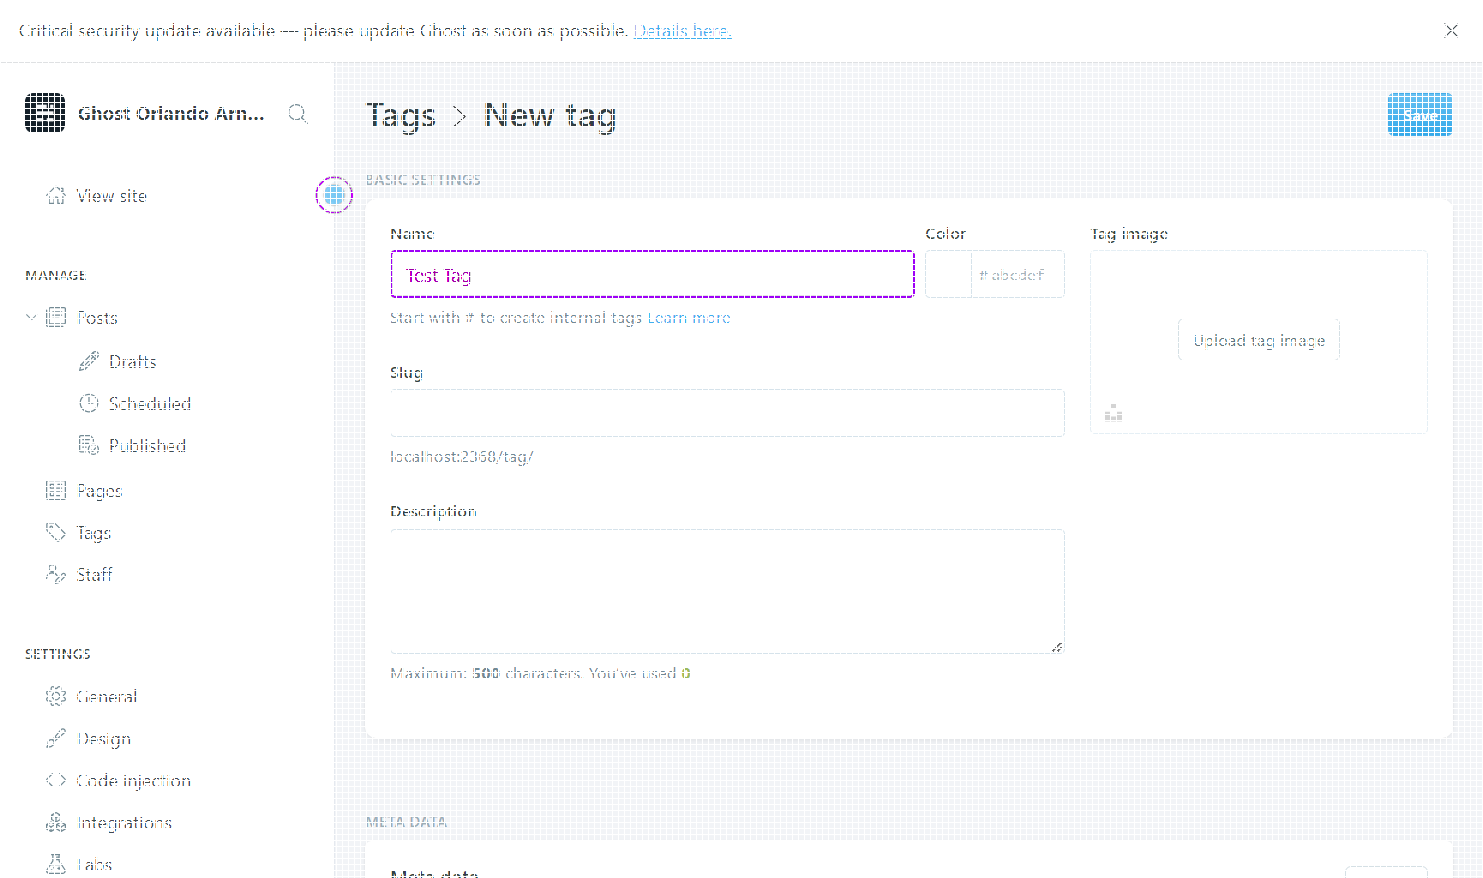 Critical security update available — please update Ghost as soon as possible. Details here.
Ghost Orlando Arn...
Tags > New tag
Save
View site
BASIC SETTINGS
Name
Color
Tag image
Test Tag
#abcdef
Start with # to create internal tags Learn more
Upload tag image
Slug
localhost:2368/tag/
Description
Maximum: 500 characters. You've used 0
MANAGE
Posts
Drafts
Scheduled
Published
Pages
Tags
Staff
SETTINGS
General
Design
Code injection
Integrations
Labs
META DATA
Meta data